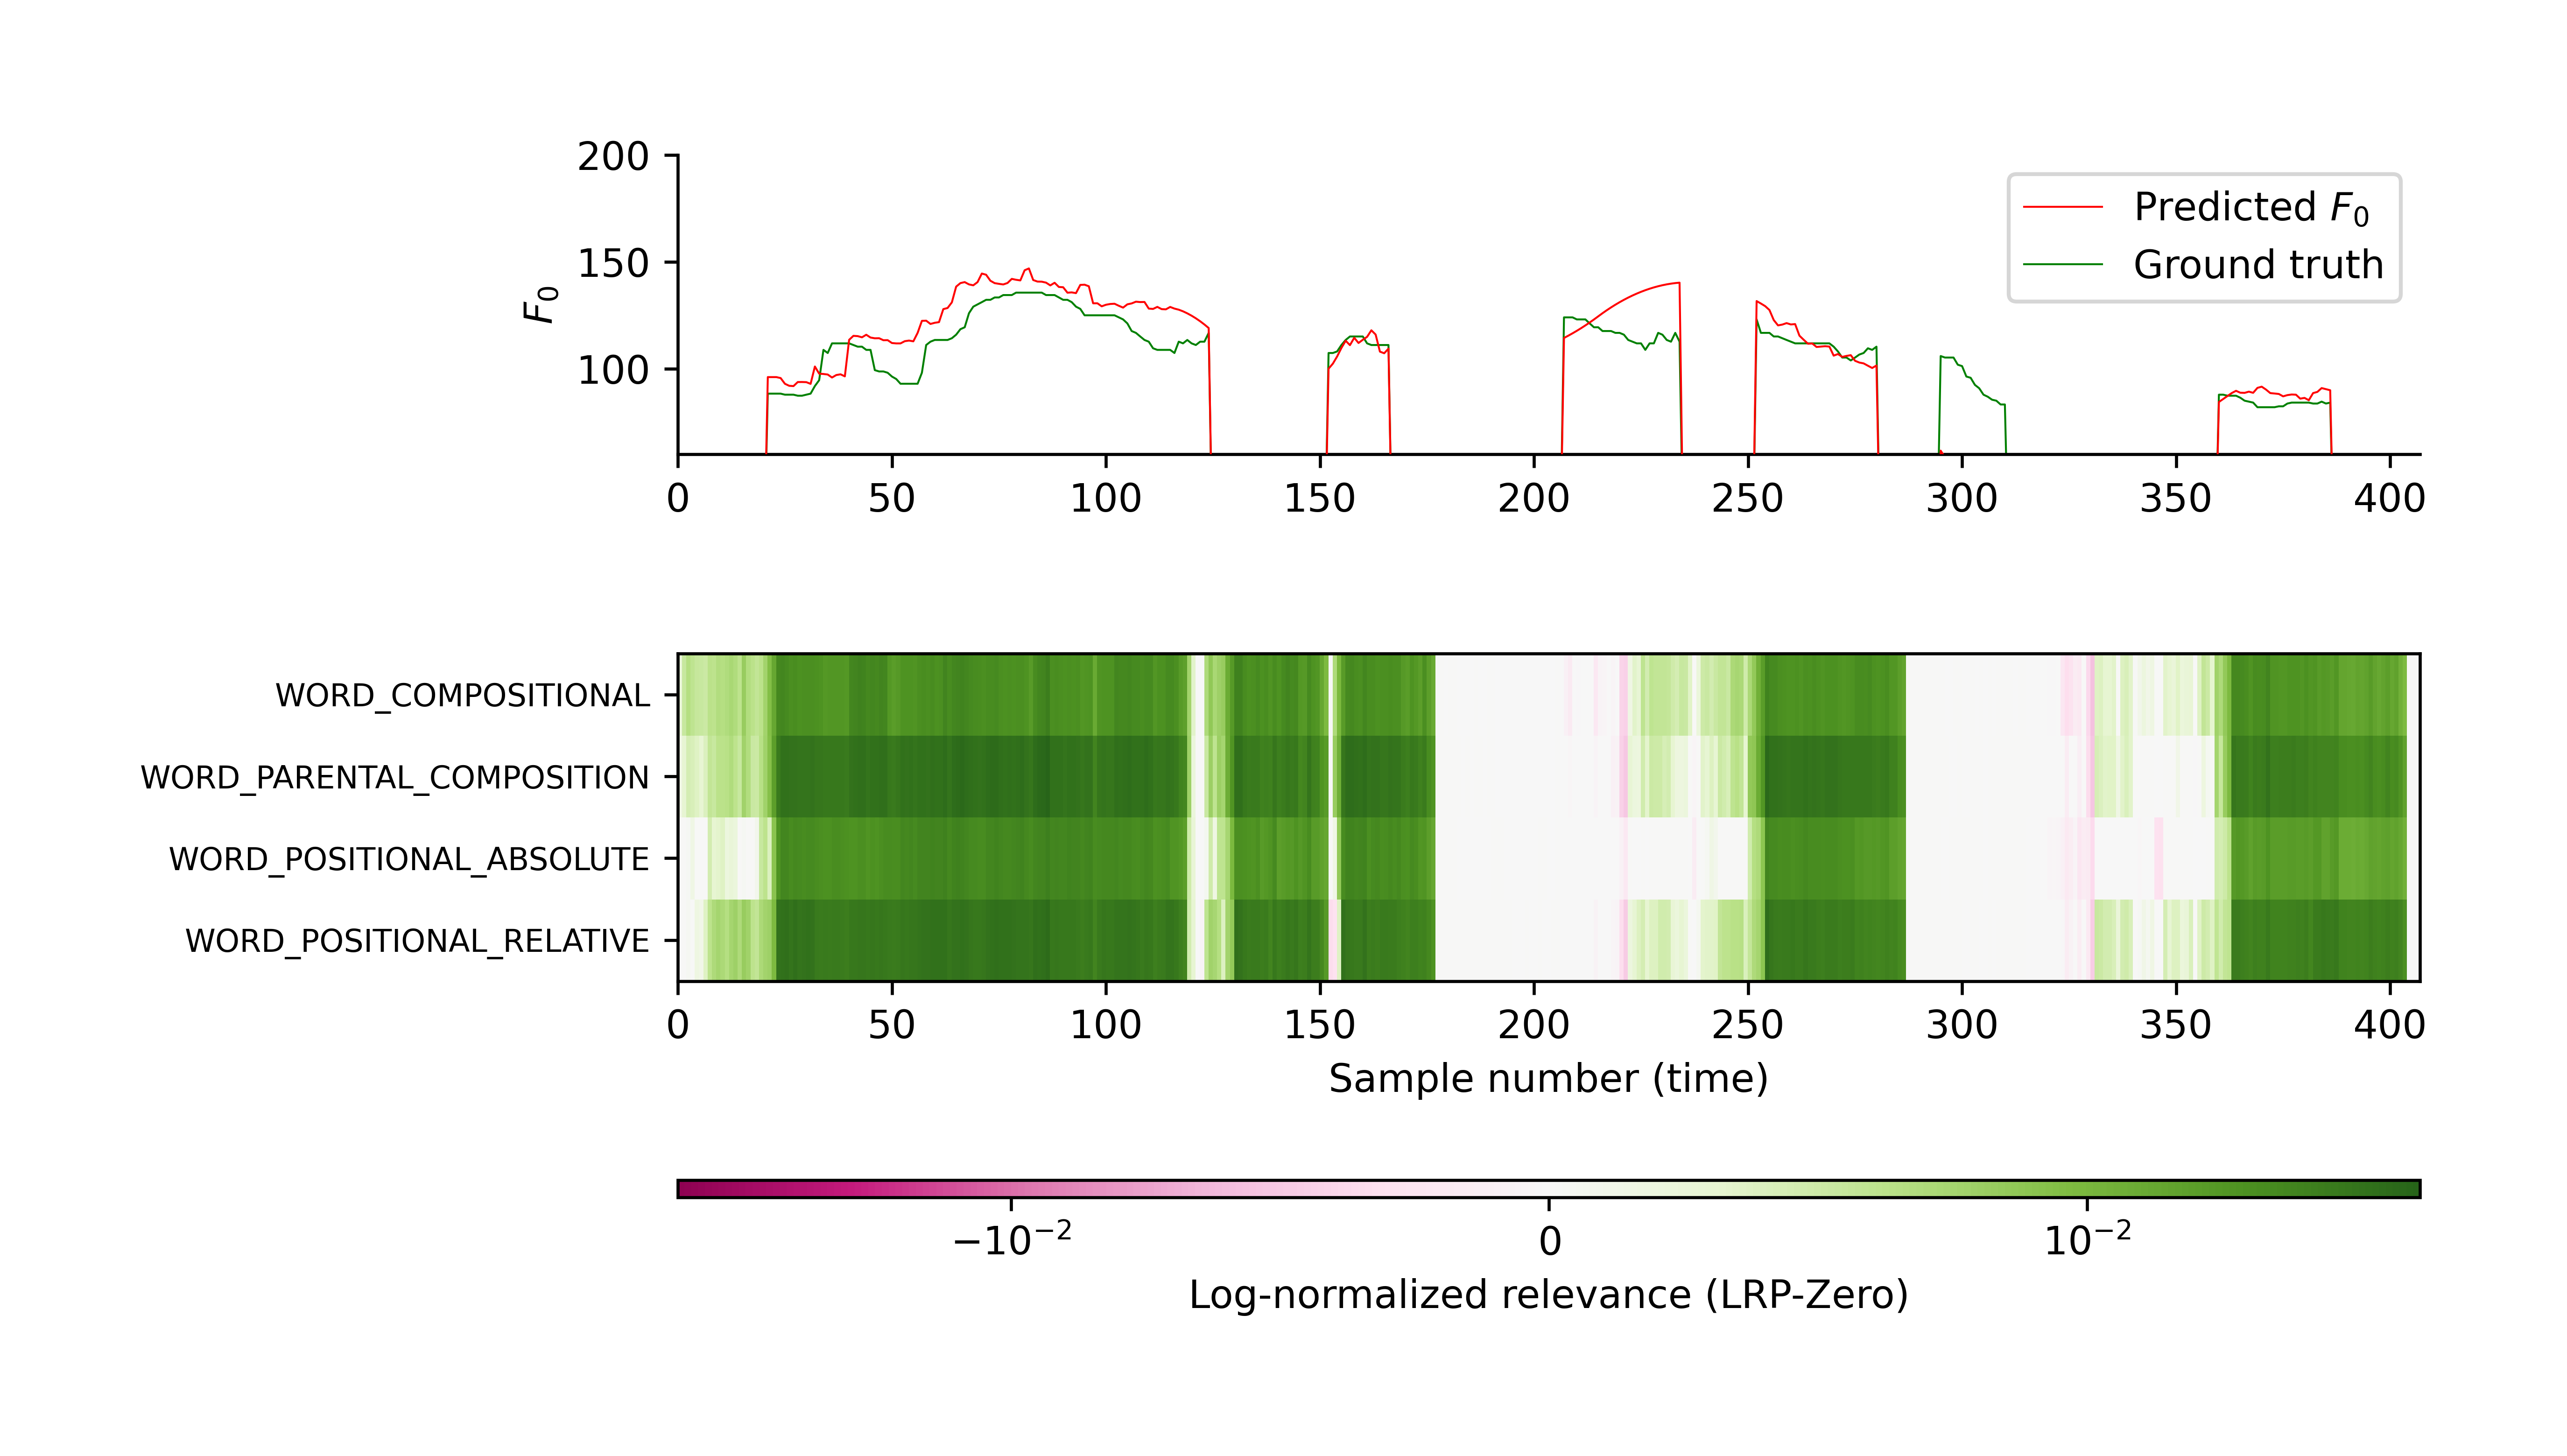 200
150
100
F0
Predicted F0
Ground truth
0 50 100 150 200 250 300 350 400
WORD_COMPOSITIONAL
WORD_PARENTAL_COMPOSITION
WORD_POSITIONAL_ABSOLUTE
WORD_POSITIONAL_RELATIVE
0 50 100 150 200 250 300 350 400
Sample number (time)
−10⁻² 0 10⁻²
Log-normalized relevance (LRP-Zero)